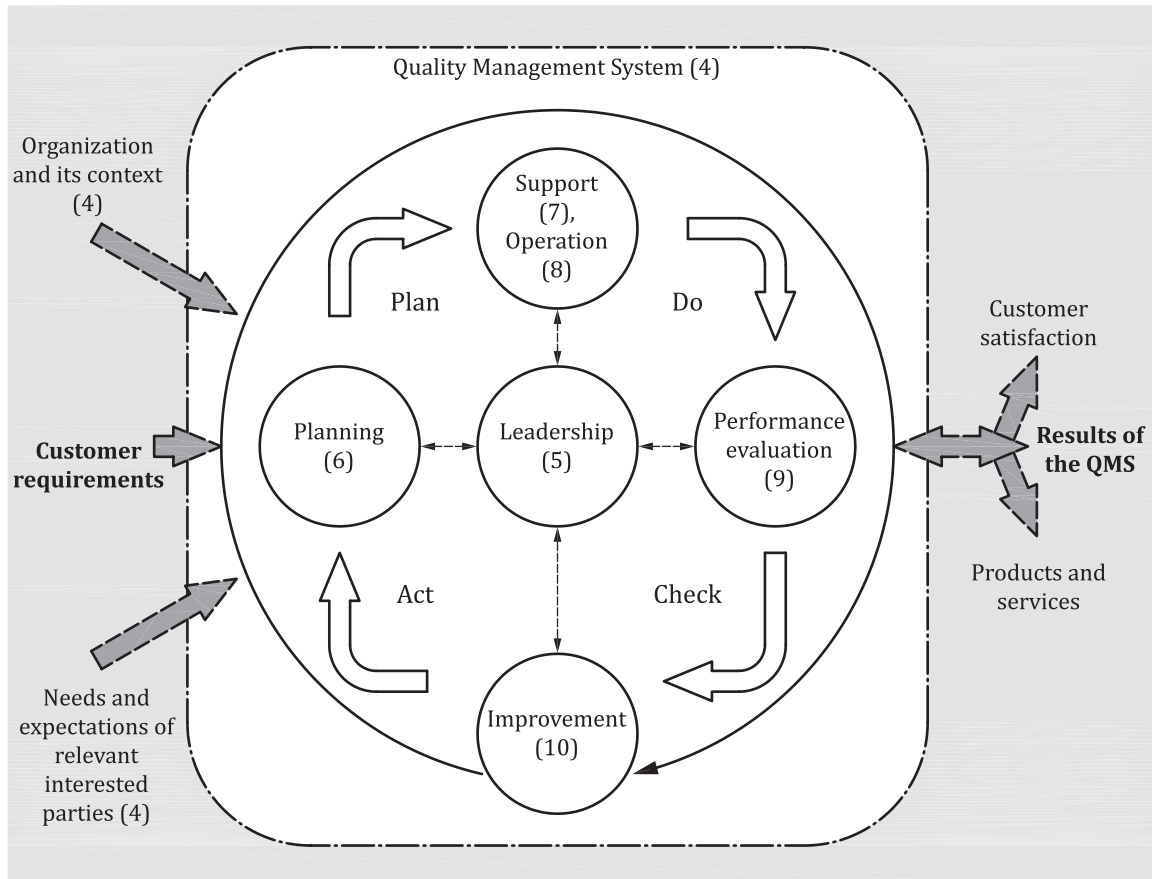 Quality Management System (4)
Organization
and its context
(4)
Support
(7),
Operation
(8)
Plan
Do
Customer
satisfaction
Planning
(6)
Leadership
(5)
Performance
evaluation
(9)
Customer
requirements
Results of
the QMS
Act
Check
Products and
services
Needs and
expectations of
relevant
interested
parties (4)
Improvement
(10)